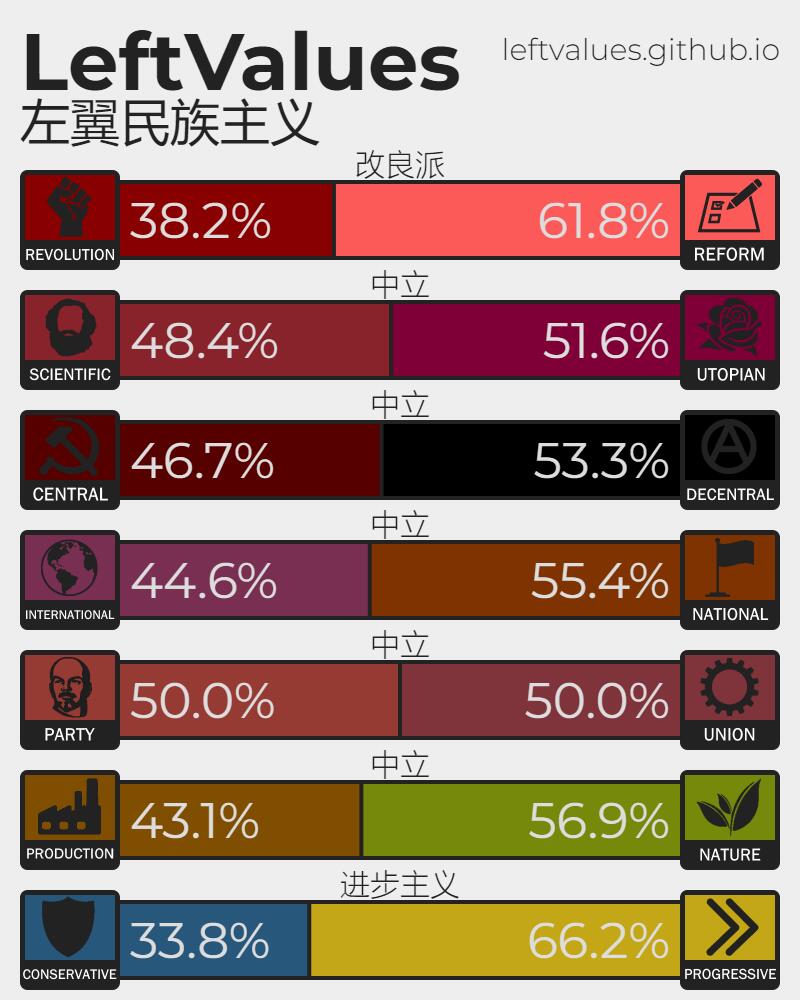 LeftValues
leftvalues.github.io
左翼民族主义
改良派
REVOLUTION 38.2% 61.8% REFORM
中立
SCIENTIFIC 48.4% 51.6% UTOPIAN
中立
CENTRAL 46.7% 53.3% DECENTRAL
中立
INTERNATIONAL 44.6% 55.4% NATIONAL
中立
PARTY 50.0% 50.0% UNION
中立
PRODUCTION 43.1% 56.9% NATURE
进步主义
CONSERVATIVE 33.8% 66.2% PROGRESSIVE